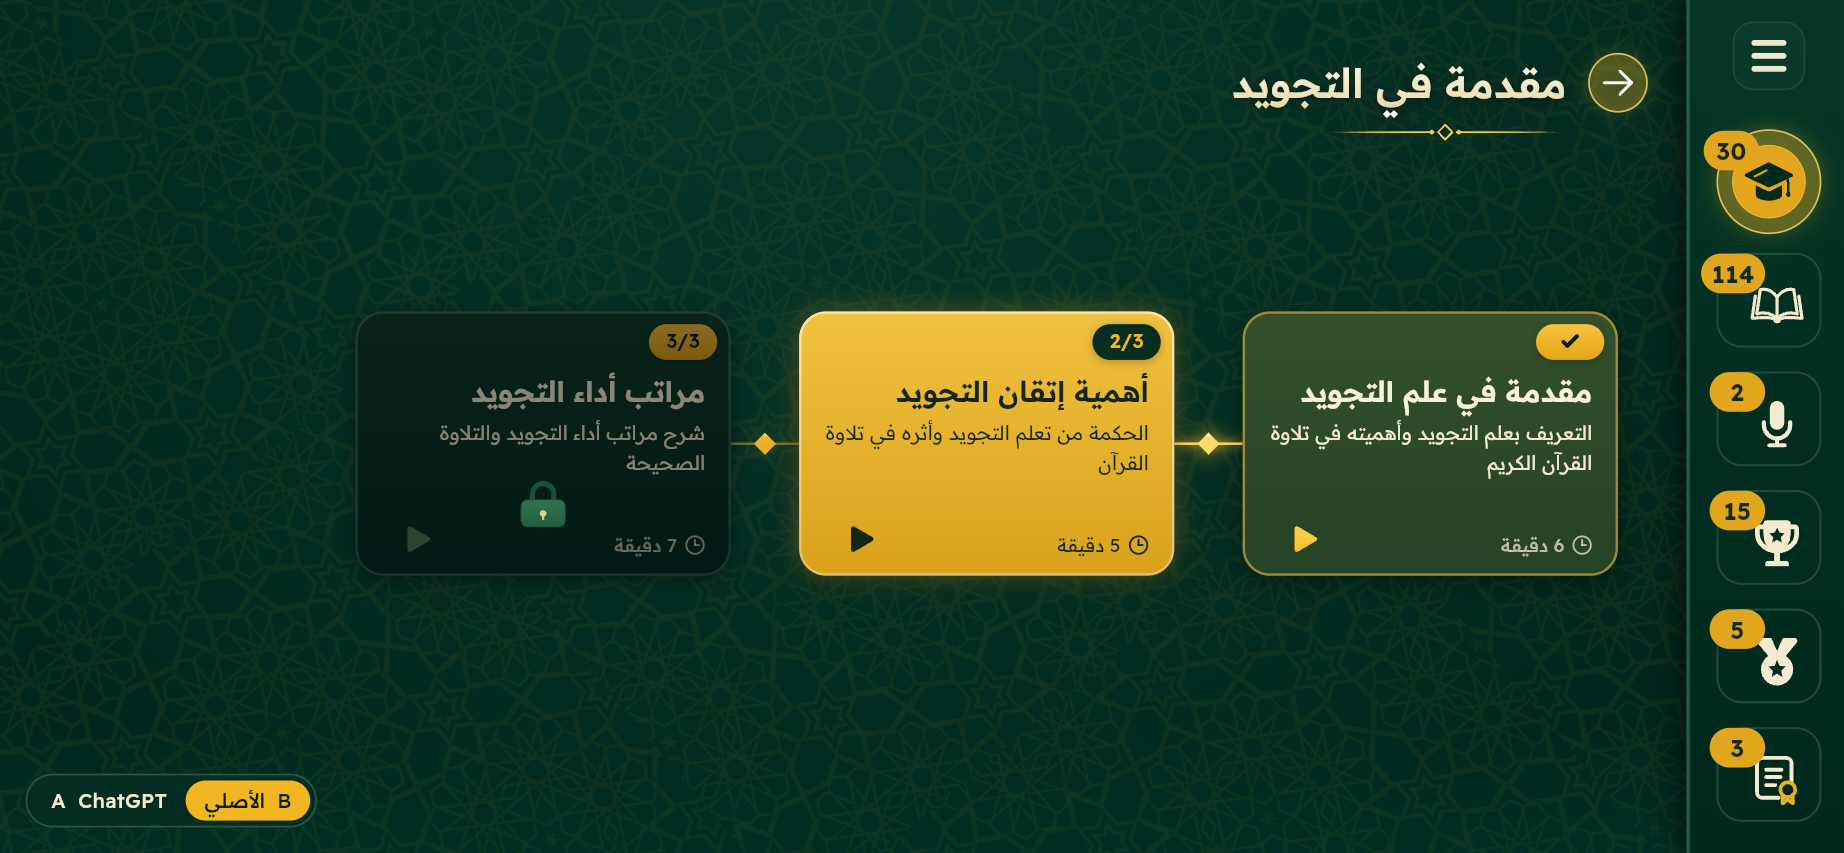 مقدمة في التجويد
30
114
2
15
5
3
مقدمة في علم التجويد
التعريف بعلم التجويد وأهميته في تلاوة
القرآن الكريم
6 دقيقة
2/3
أهمية إتقان التجويد
الحكمة من تعلم التجويد وأثره في تلاوة
القرآن
5 دقيقة
3/3
مراتب أداء التجويد
شرح مراتب أداء التجويد والتلاوة
الصحيحة
7 دقيقة
A ChatGPT
B الأصلي